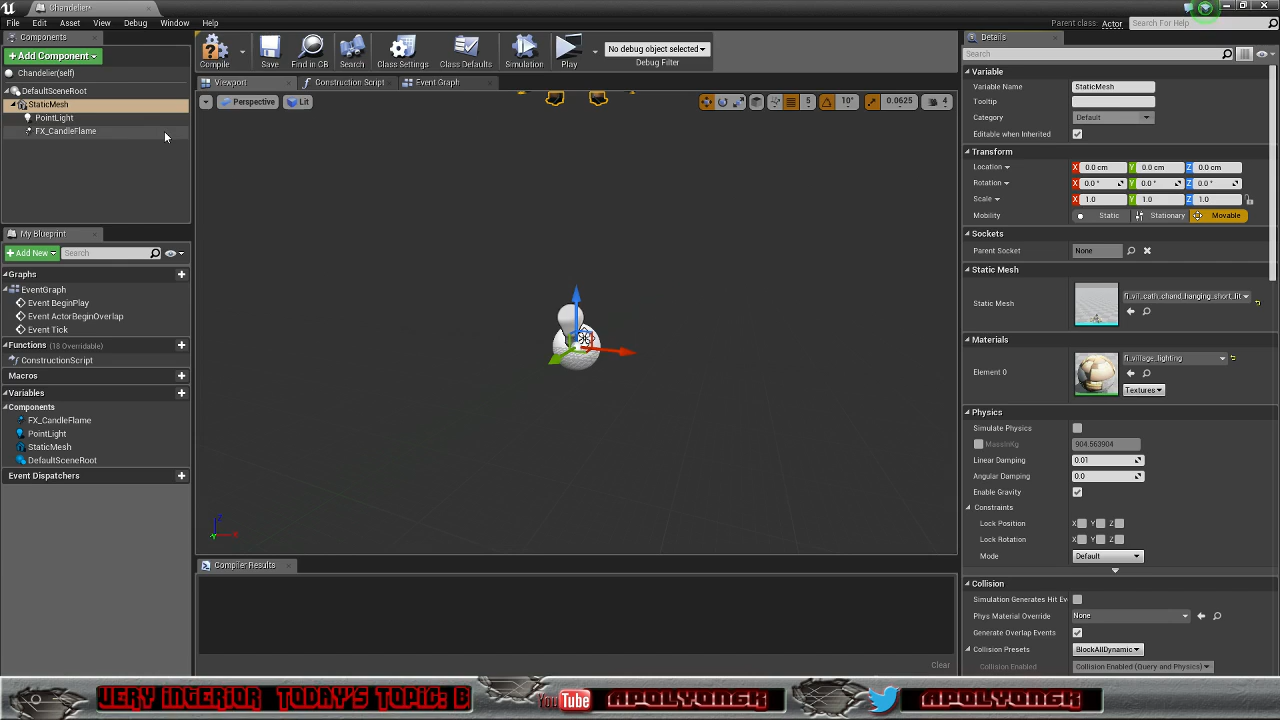 Chandelier*
File Edit Asset View Debug Window Help
Parent class: Actor Search For Help
Components
Add Component
Chandelier(self)
DefaultSceneRoot
StaticMesh
PointLight
FX_CandleFlame
My Blueprint
Add New Search
Graphs
EventGraph
Event BeginPlay
Event ActorBeginOverlap
Event Tick
Functions (18 Overridable)
ConstructionScript
Macros
Variables
Components
FX_CandleFlame
PointLight
StaticMesh
DefaultSceneRoot
Event Dispatchers
Compile Save Find in CB Search Class Settings Class Defaults Simulation Play
No debug object selected
Debug Filter
Viewport Construction Script Event Graph
Perspective Lit
5 10° 0.0625 4
Z
X
Compiler Results
Clear
Details
Search
Variable
Variable Name StaticMesh
Tooltip
Category Default
Editable when Inherited
Transform
Location X 0.0 cm Y 0.0 cm Z 0.0 cm
Rotation X 0.0 ° Y 0.0 ° Z 0.0 °
Scale X 1.0 Y 1.0 Z 1.0
Mobility Static Stationary Movable
Sockets
Parent Socket None
Static Mesh
Static Mesh fi_vil_cath_chand_hanging_short_lit
Materials
Element 0 fi_village_lighting
Textures
Physics
Simulate Physics
MassInKg 904.563904
Linear Damping 0.01
Angular Damping 0.0
Enable Gravity
Constraints
Lock Position X Y Z
Lock Rotation X Y Z
Mode Default
Collision
Simulation Generates Hit Ev
Phys Material Override None
Generate Overlap Events
Collision Presets BlockAllDynamic
Collision Enabled Collision Enabled (Query and Physics)
VERY INTERIOR TODAY'S TOPIC: B
YouTube APOLYONGK APOLYONGK